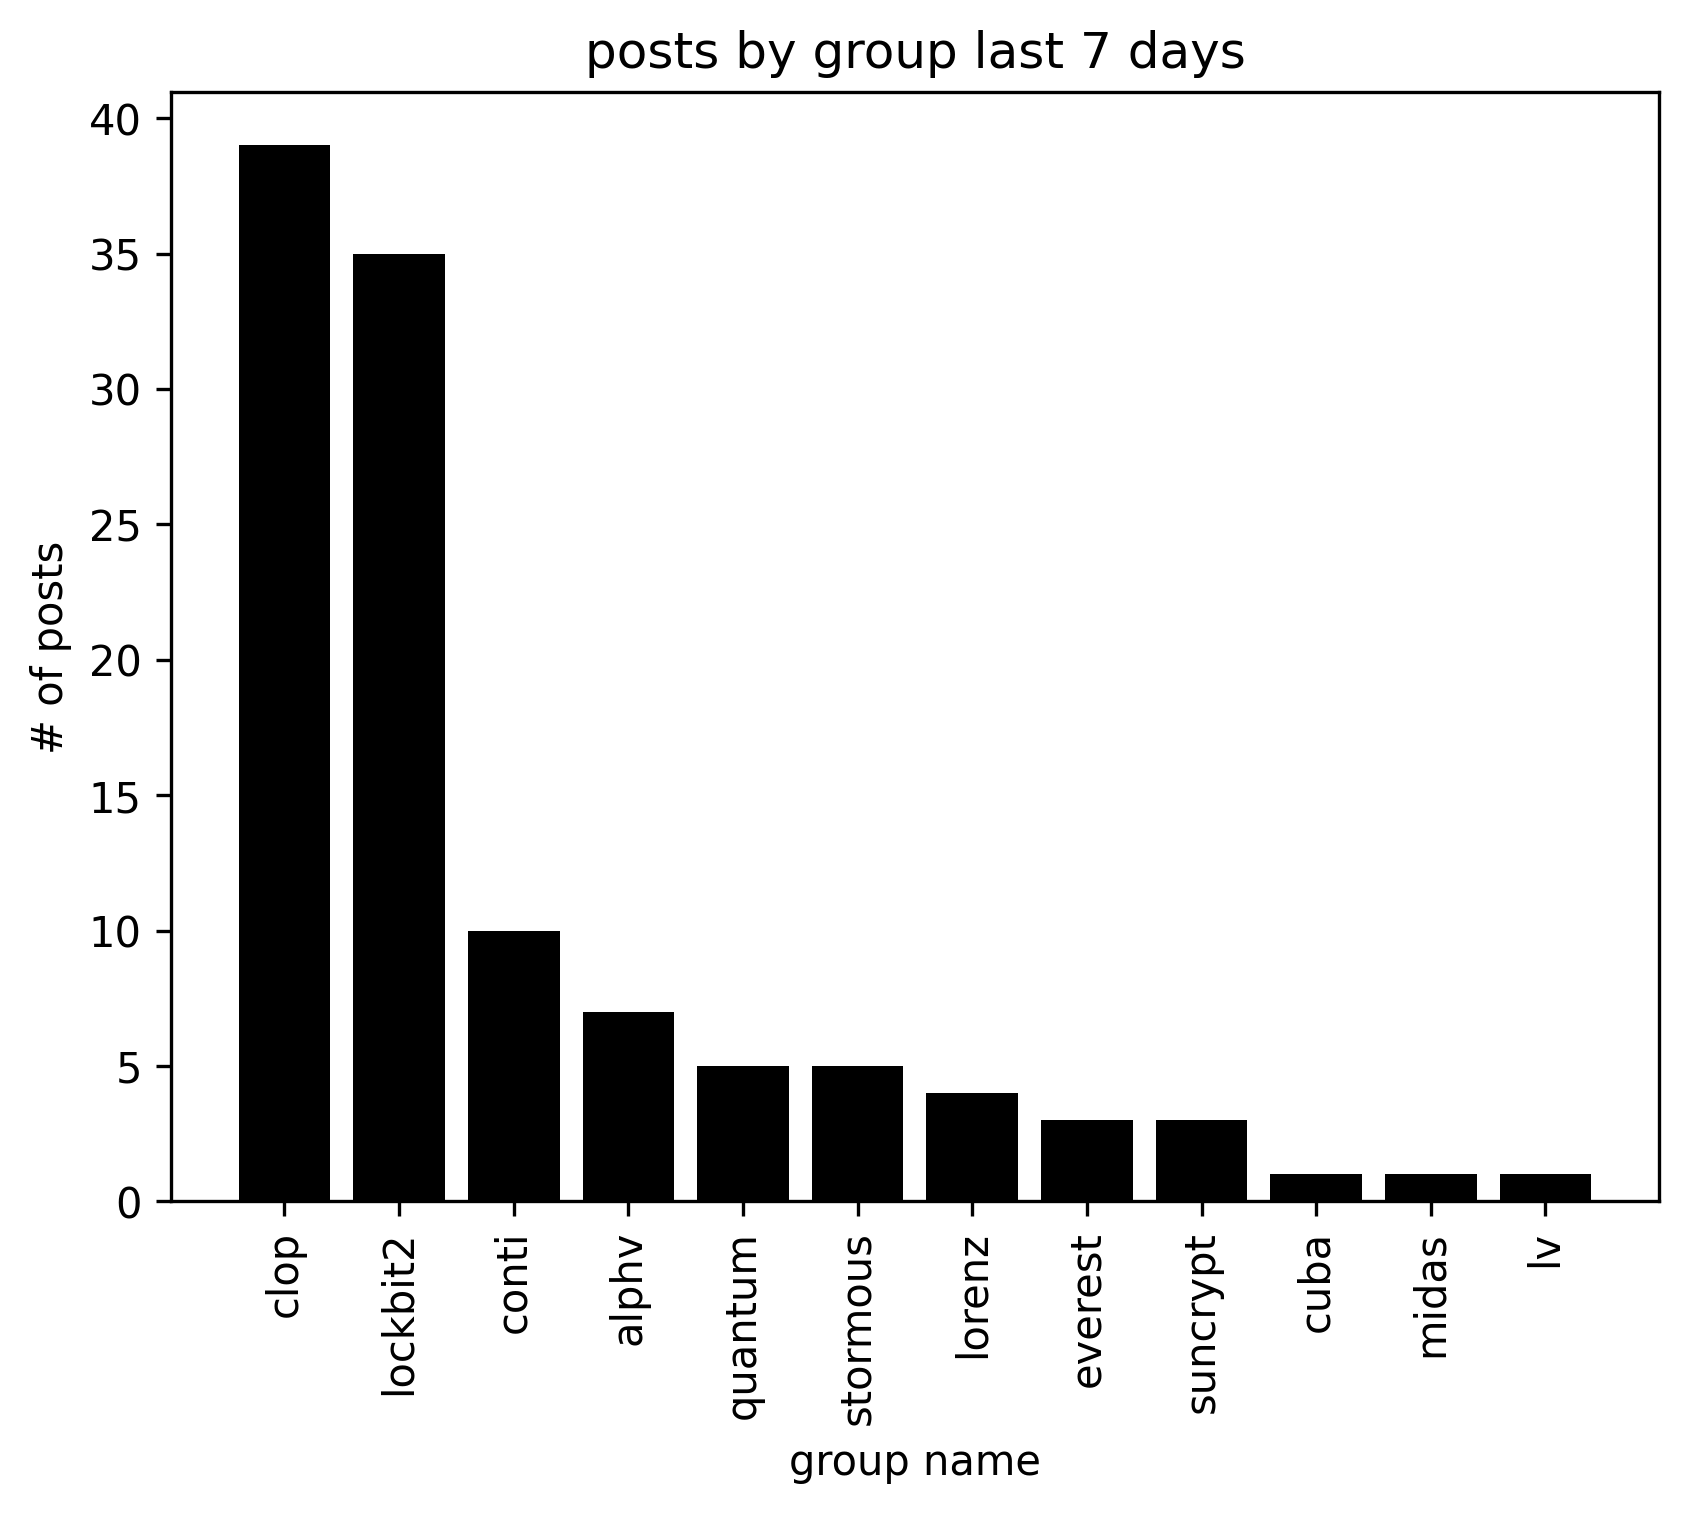 posts by group last 7 days
# of posts
40
35
30
25
20
15
10
5
0
clop
lockbit2
conti
alphv
quantum
stormous
lorenz
everest
suncrypt
cuba
midas
lv
group name